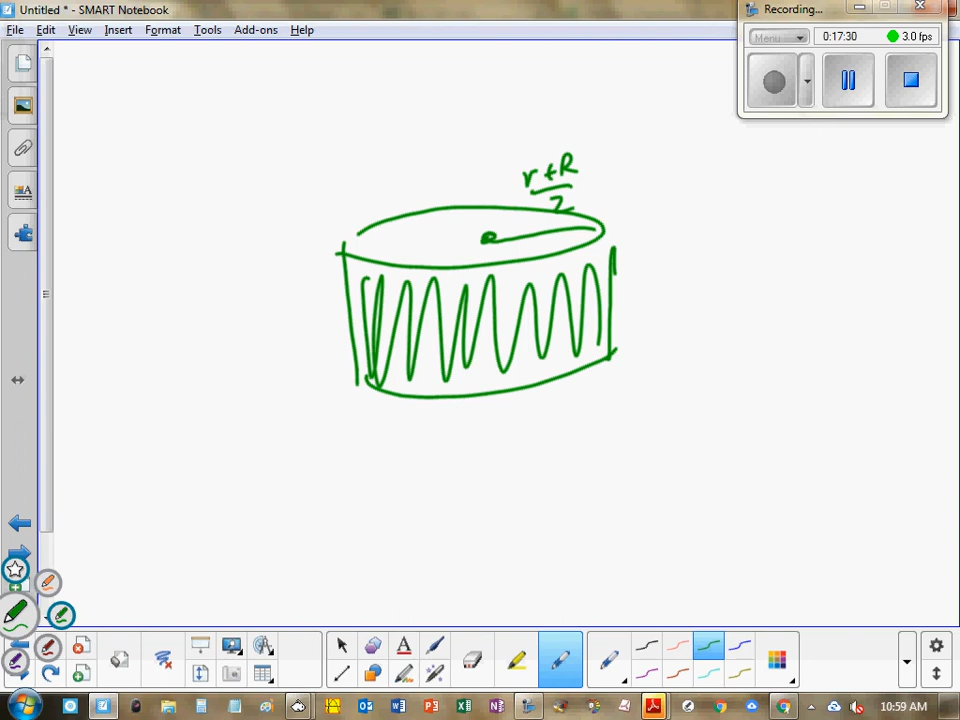 Untitled * - SMART Notebook
Recording...
File Edit View Insert Format Tools Add-ons Help
Menu
0:17:30
3.0 fps
r+R
2
10:59 AM